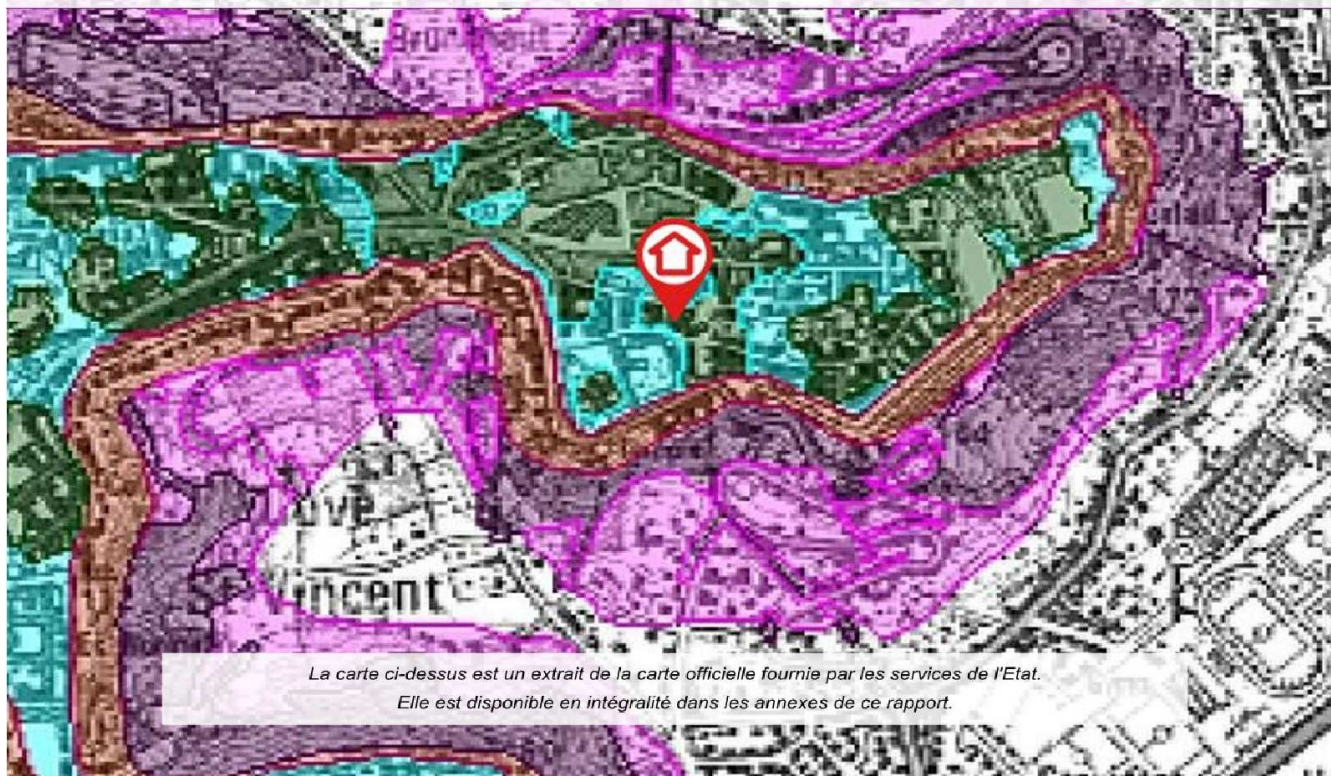 incent
La carte ci-dessus est un extrait de la carte officielle fournie par les services de l'Etat.
Elle est disponible en intégralité dans les annexes de ce rapport.